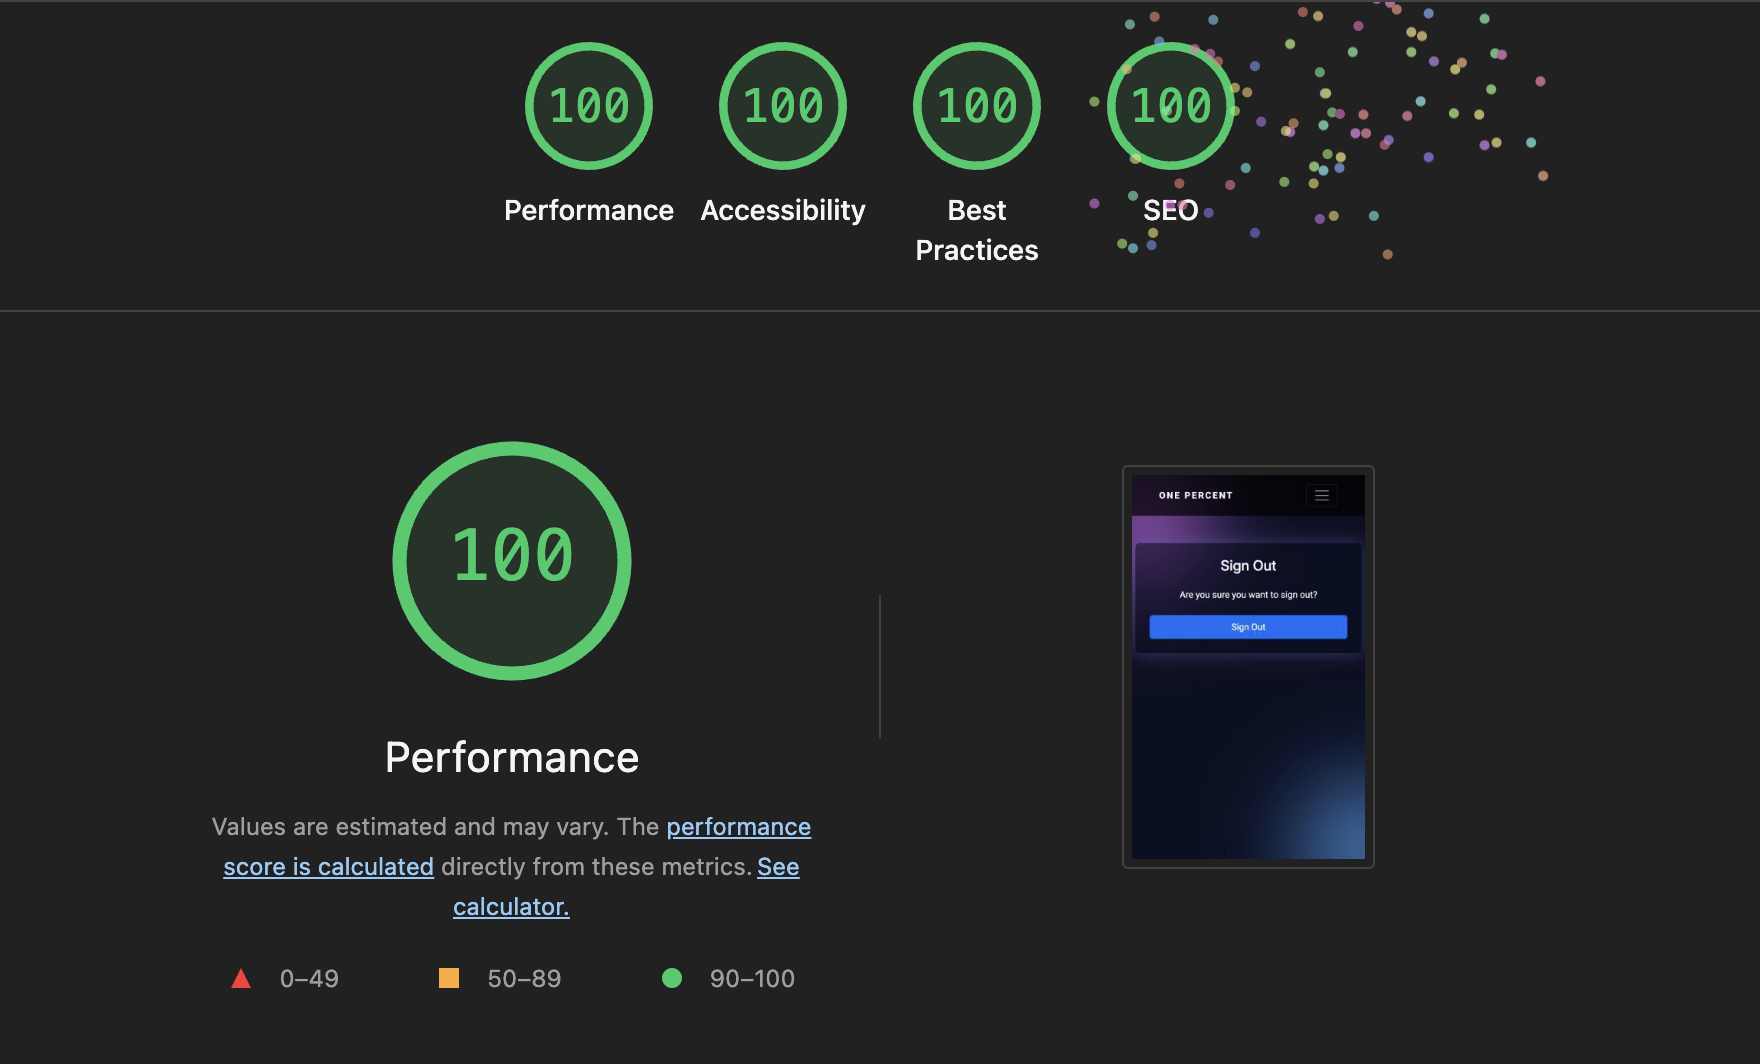 100
100
100
100
Performance
Accessibility
Best
Practices
SEO
100
Performance
Values are estimated and may vary. The performance
score is calculated directly from these metrics. See
calculator.
0–49
50–89
90–100
ONE PERCENT
Sign Out
Are you sure you want to sign out?
Sign Out